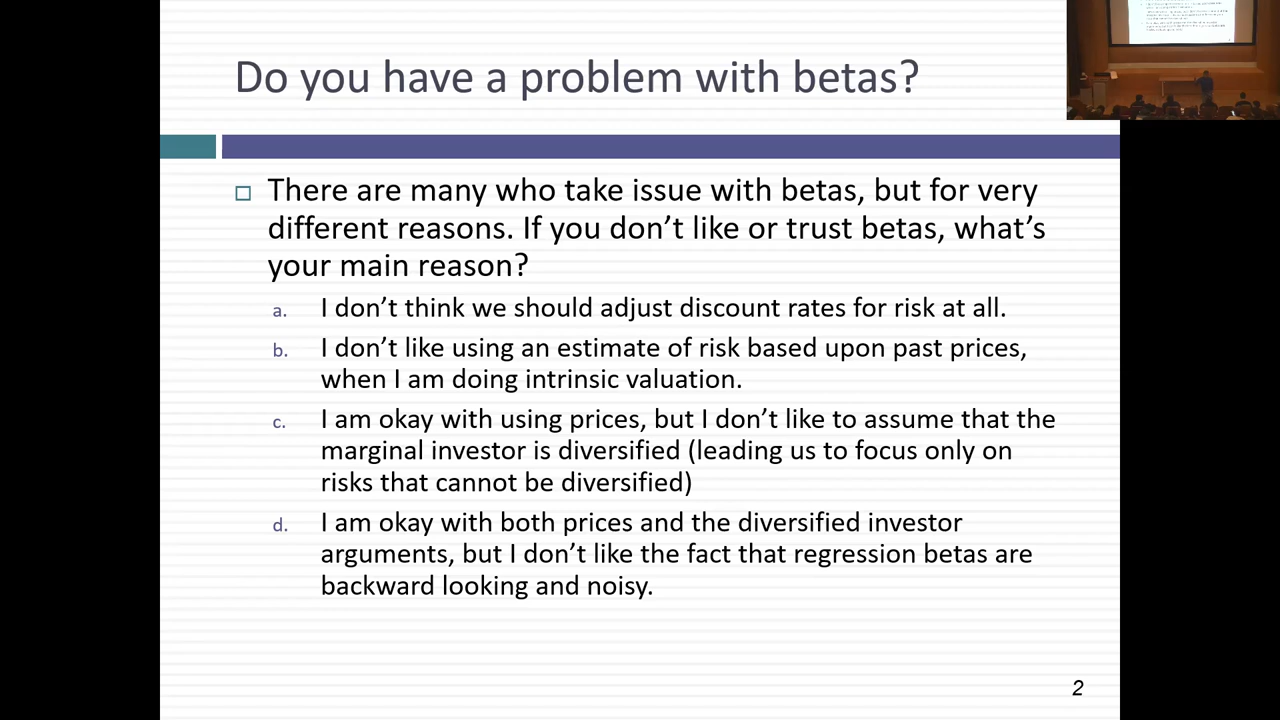 Do you have a problem with betas?
There are many who take issue with betas, but for very
different reasons. If you don’t like or trust betas, what’s
your main reason?
a. I don’t think we should adjust discount rates for risk at all.
b. I don’t like using an estimate of risk based upon past prices,
when I am doing intrinsic valuation.
c. I am okay with using prices, but I don’t like to assume that the
marginal investor is diversified (leading us to focus only on
risks that cannot be diversified)
d. I am okay with both prices and the diversified investor
arguments, but I don’t like the fact that regression betas are
backward looking and noisy.
2